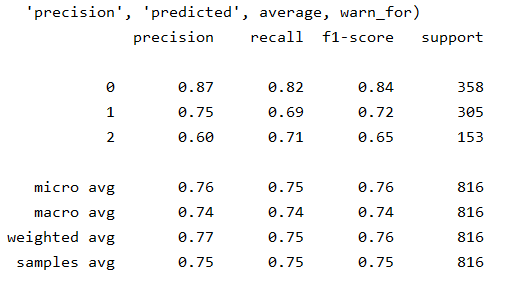 'precision', 'predicted', average, warn_for)
precision recall f1-score support
0 0.87 0.82 0.84 358
1 0.75 0.69 0.72 305
2 0.60 0.71 0.65 153
micro avg 0.76 0.75 0.76 816
macro avg 0.74 0.74 0.74 816
weighted avg 0.77 0.75 0.76 816
samples avg 0.75 0.75 0.75 816